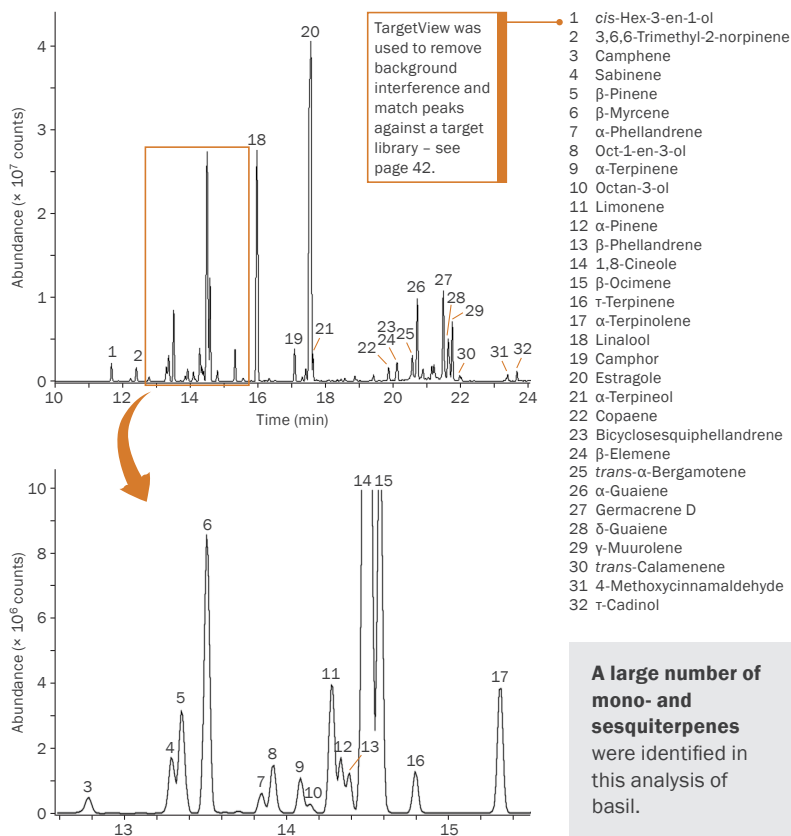 TargetView was
used to remove
background
interference and
match peaks
against a target
library – see
page 42.
1 cis-Hex-3-en-1-ol
2 3,6,6-Trimethyl-2-norpinene
3 Camphene
4 Sabinene
5 β-Pinene
6 β-Myrcene
7 α-Phellandrene
8 Oct-1-en-3-ol
9 α-Terpinene
10 Octan-3-ol
11 Limonene
12 α-Pinene
13 β-Phellandrene
14 1,8-Cineole
15 β-Ocimene
16 τ-Terpinene
17 α-Terpinolene
18 Linalool
19 Camphor
20 Estragole
21 α-Terpineol
22 Copaene
23 Bicyclosesquiphellandrene
24 β-Elemene
25 trans-α-Bergamotene
26 α-Guaiene
27 Germacrene D
28 δ-Guaiene
29 γ-Muurolene
30 trans-Calamenene
31 4-Methoxycinnamaldehyde
32 τ-Cadinol
Abundance (× 10⁷ counts)
4
3
2
1
0
1
2
18
20
19
21
22
23
24
25
26
27
28
29
30
31
32
10 12 14 16 18 20 22 24
Time (min)
Abundance (× 10⁶ counts)
10
8
6
4
2
0
3
4
5
6
7
8
9
10
11
12
13
14 15
16
17
13 14 15
A large number of
mono- and
sesquiterpenes
were identified in
this analysis of
basil.